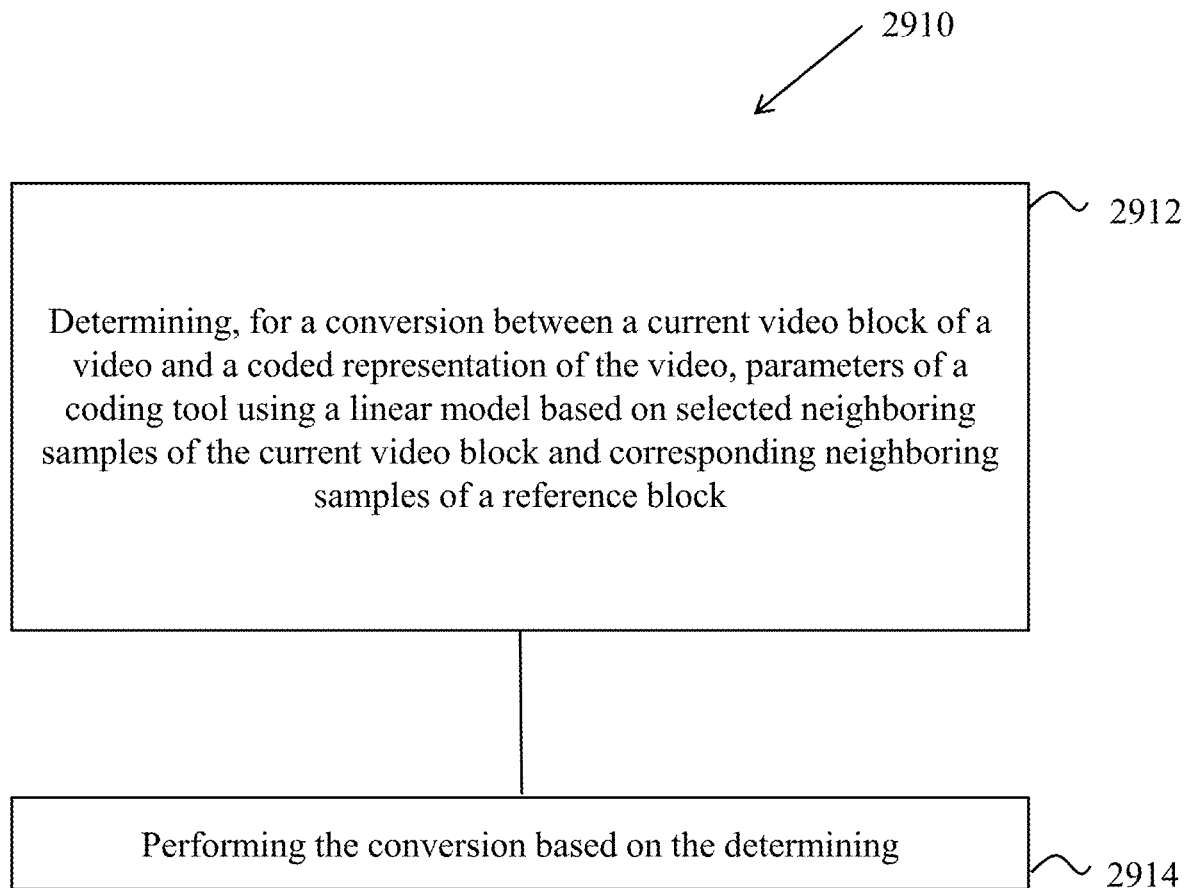 2910
2912
Determining, for a conversion between a current video block of a
video and a coded representation of the video, parameters of a
coding tool using a linear model based on selected neighboring
samples of the current video block and corresponding neighboring
samples of a reference block
Performing the conversion based on the determining
2914